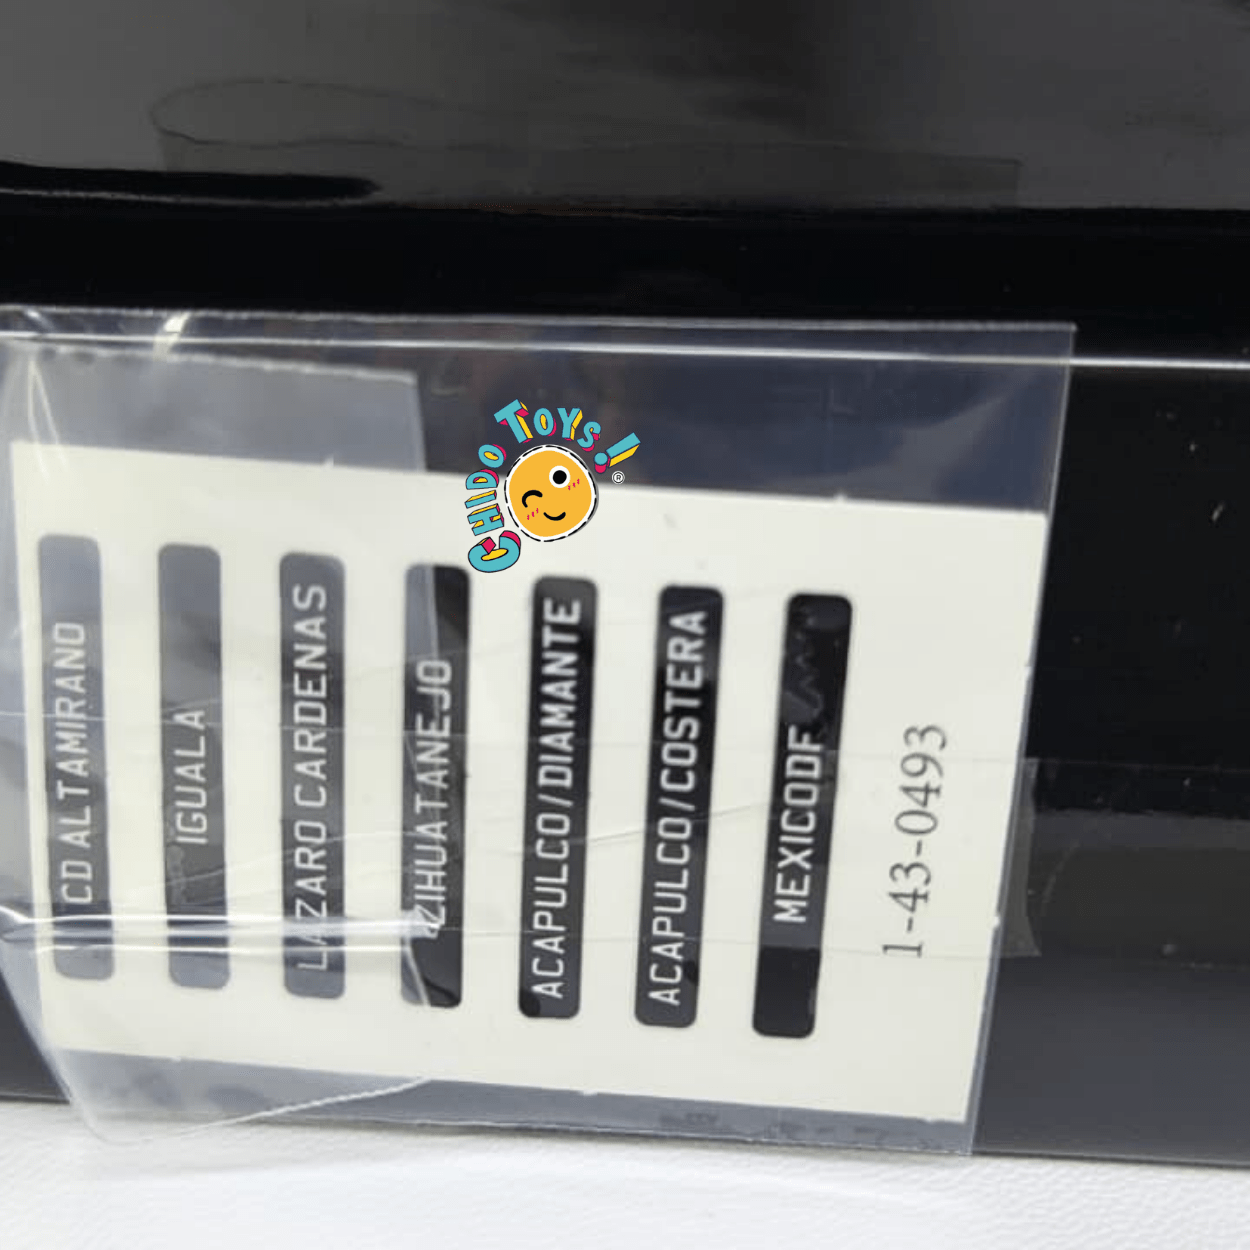 CHIDO TOYS!
®
CD ALTAMIRANO
IGUALA
LAZARO CARDENAS
ZIHUATANEJO
ACAPULCO/DIAMANTE
ACAPULCO/COSTERA
MEXICODF
1-43-0493